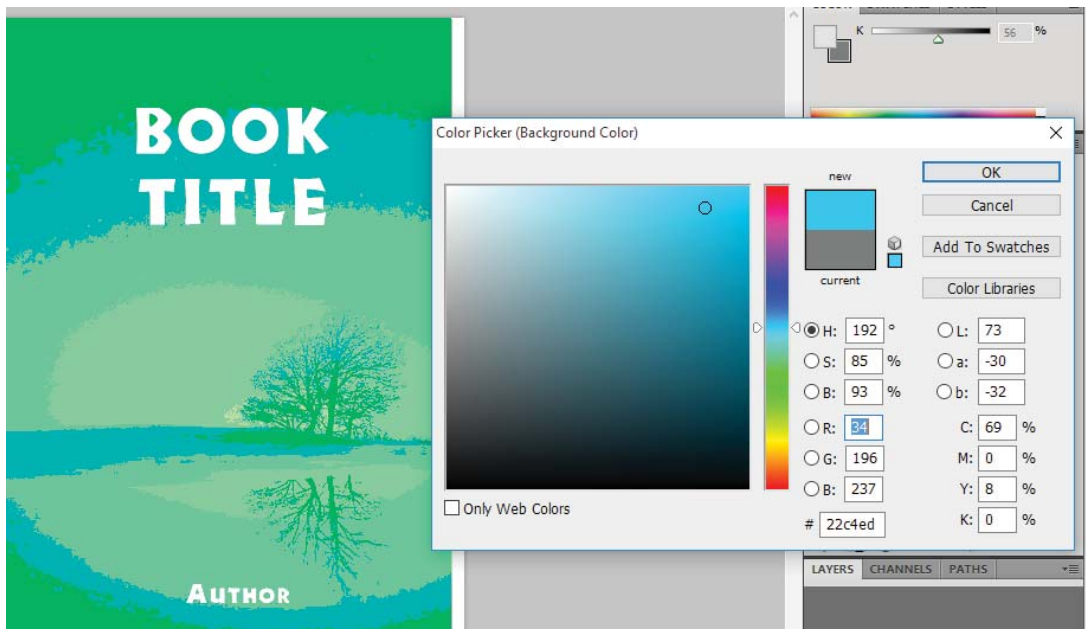 K 56 %
BOOK
TITLE
Color Picker (Background Color)
new
current
OK
Cancel
Add To Swatches
Color Libraries
H: 192 °
L: 73
S: 85 %
a: -30
B: 93 %
b: -32
R: 34
C: 69 %
G: 196
M: 0 %
B: 237
Y: 8 %
# 22c4ed
K: 0 %
Only Web Colors
LAYERS CHANNELS PATHS
AUTHOR